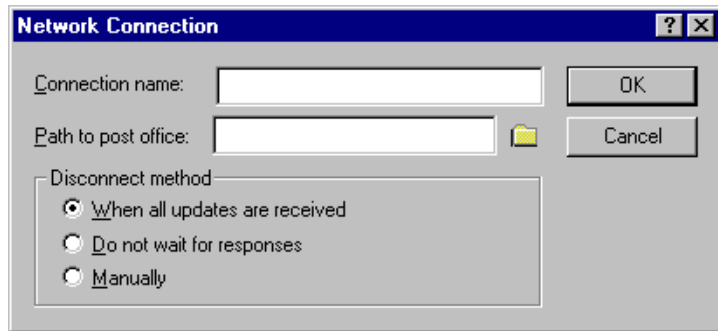 Network Connection
Connection name:
OK
Path to post office:
Cancel
Disconnect method
When all updates are received
Do not wait for responses
Manually